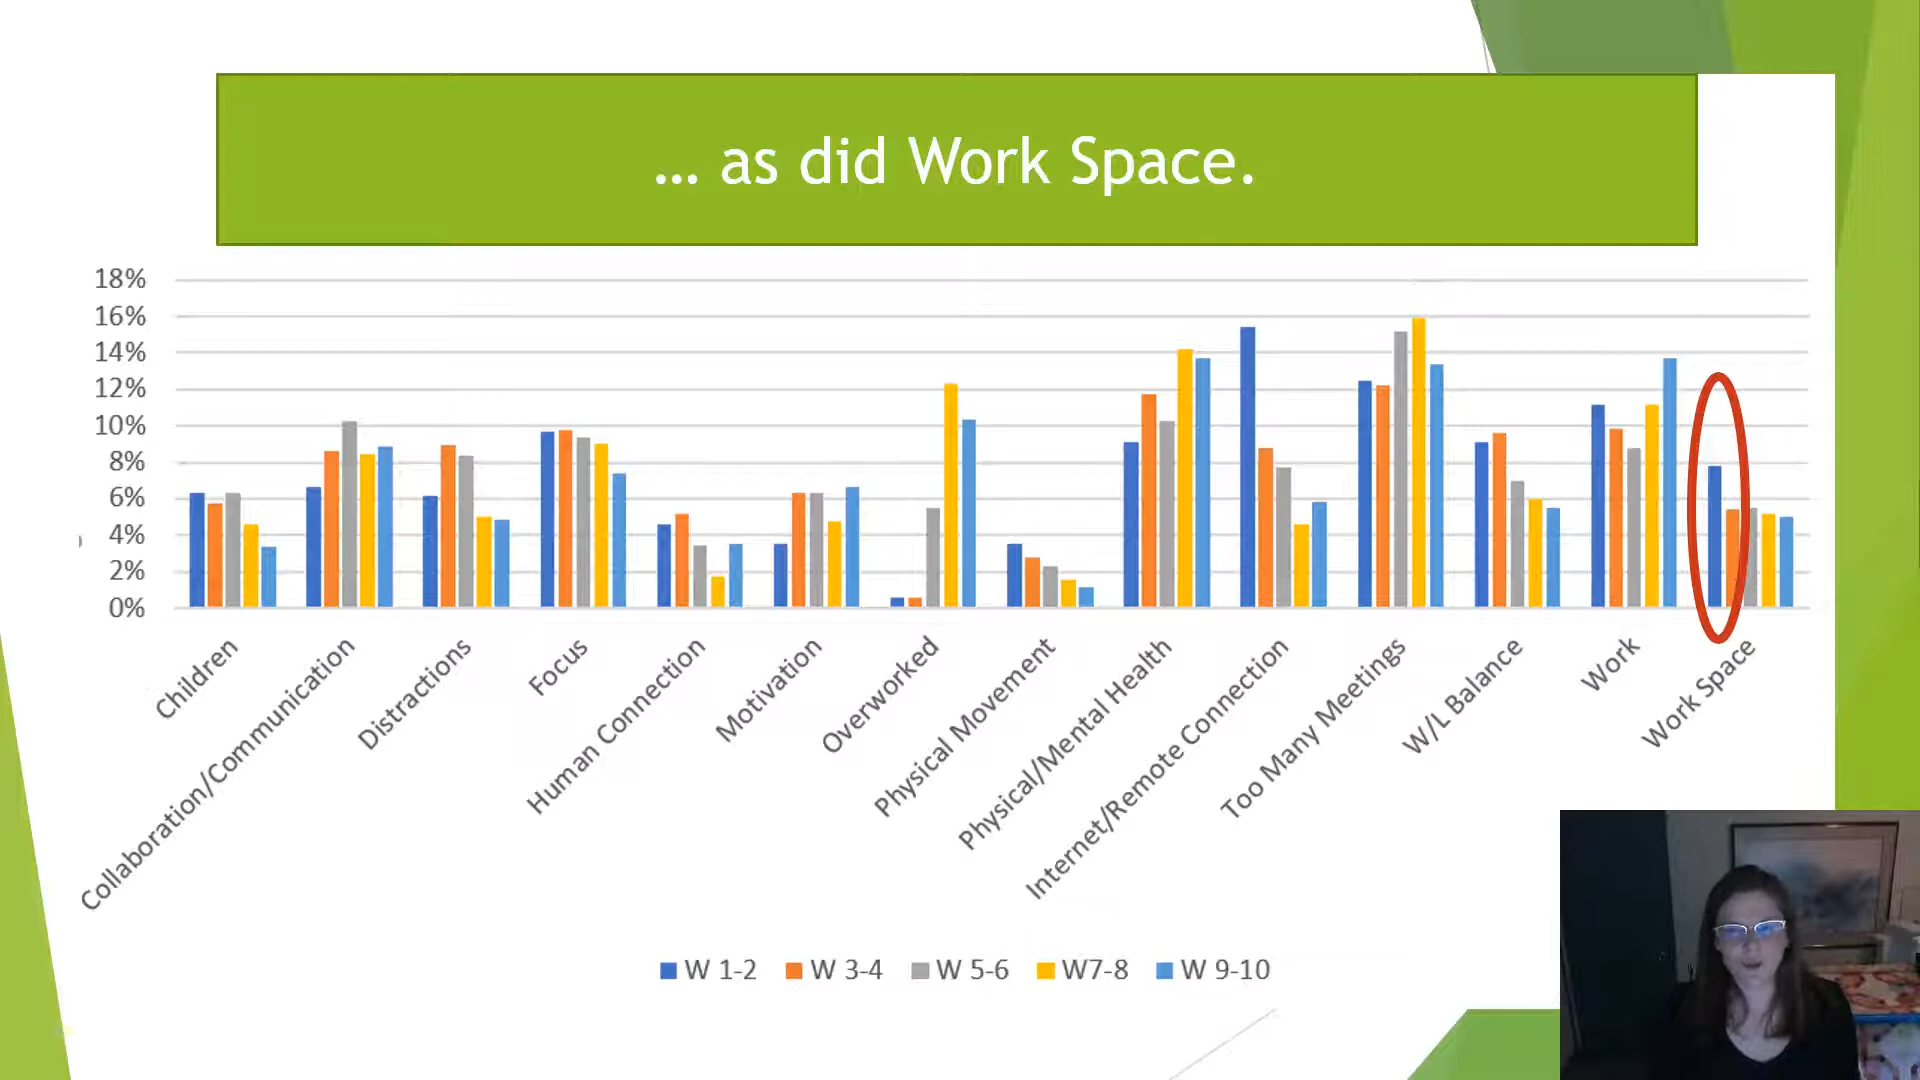 ... as did Work Space.
18%
16%
14%
12%
10%
8%
6%
4%
2%
0%
Children
Collaboration/Communication
Distractions
Focus
Human Connection
Motivation
Overworked
Physical Movement
Physical/Mental Health
Internet/Remote Connection
Too Many Meetings
W/L Balance
Work
Work Space
W 1-2
W 3-4
W 5-6
W7-8
W 9-10